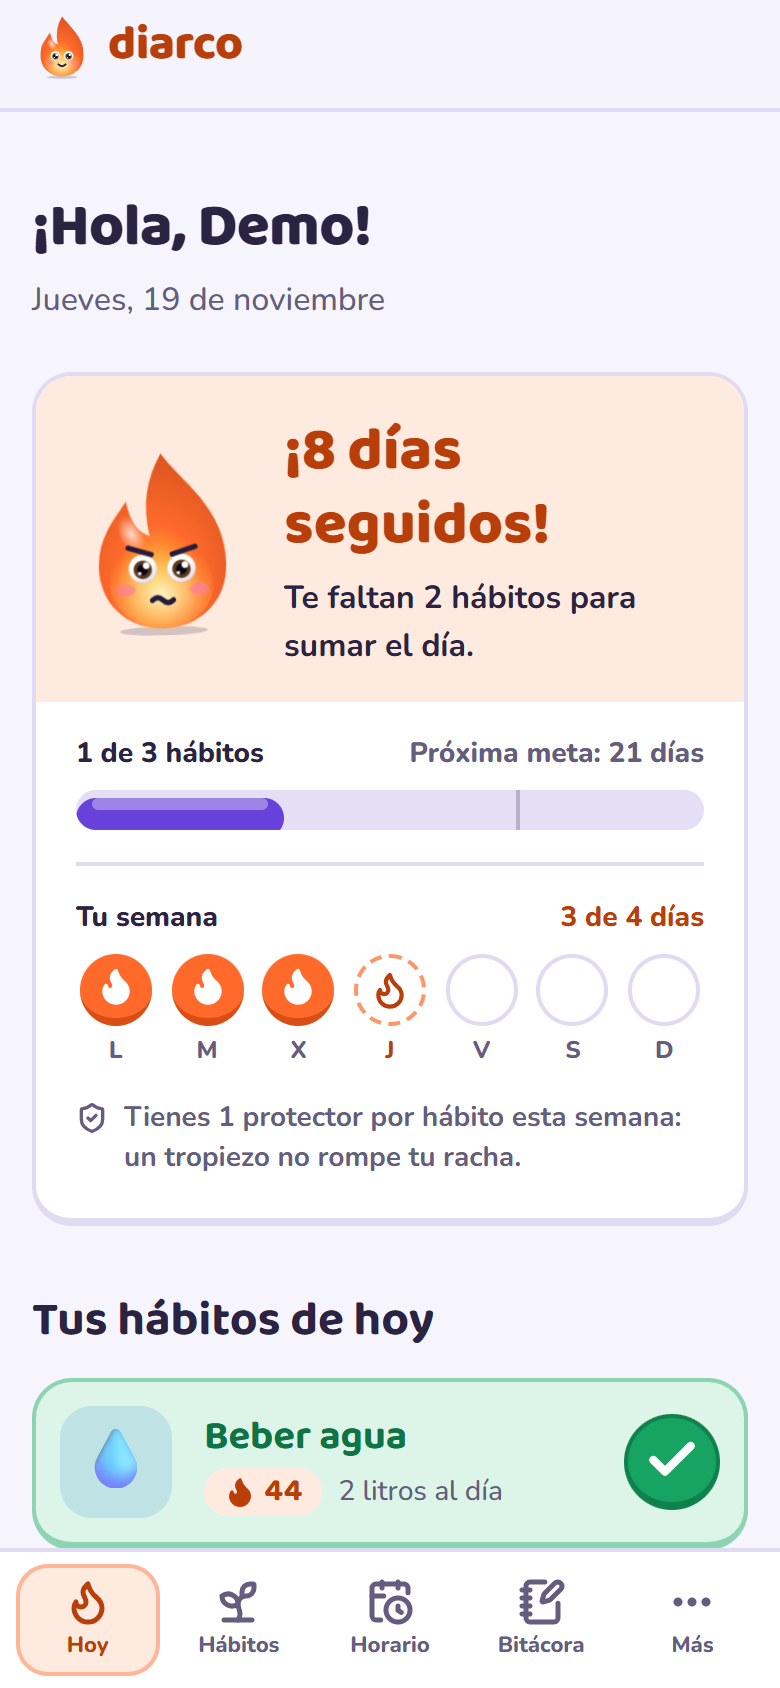 diarco
¡Hola, Demo!
Jueves, 19 de noviembre
¡8 días
seguidos!
Te faltan 2 hábitos para
sumar el día.
1 de 3 hábitos
Próxima meta: 21 días
Tu semana
3 de 4 días
L M X J V S D
Tienes 1 protector por hábito esta semana:
un tropiezo no rompe tu racha.
Tus hábitos de hoy
Beber agua
44 2 litros al día
Hoy Hábitos Horario Bitácora Más